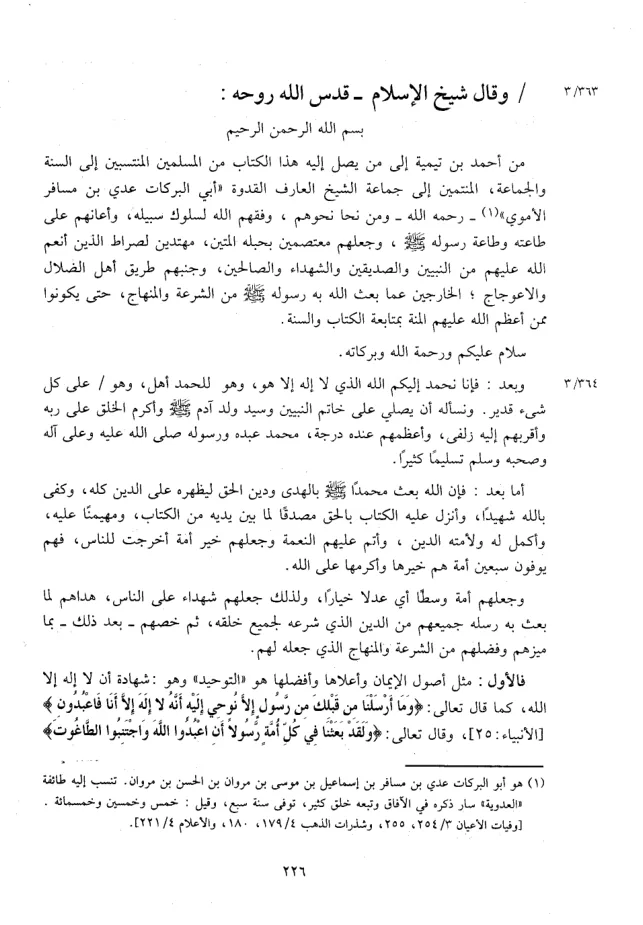 ٣/٣٦٣ / وقال شيخ الإسلام ـ قدس الله روحه :
بسم الله الرحمن الرحيم
من أحمد بن تيمية إلى من يصل إليه هذا الكتاب من المسلمين المنتسبين إلى السنة
والجماعة، المنتمين إلى جماعة الشيخ العارف القدوة «أبي البركات عدي بن مسافر
الأموي»(١) ـ رحمه الله ـ ومن نحا نحوهم ، وفقهم الله لسلوك سبيله، وأعانهم على
طاعته وطاعة رسوله ﷺ ، وجعلهم معتصمين بحبله المتين، مهتدين لصراط الذين أنعم
الله عليهم من النبيين والصديقين والشهداء والصالحين، وجنبهم طريق أهل الضلال
والاعوجاج ؛ الخارجين عما بعث الله به رسوله ﷺ من الشرعة والمنهاج، حتى يكونوا
ممن أعظم الله عليهم المنة بمتابعة الكتاب والسنة.
سلام عليكم ورحمة الله وبركاته.
٣/٣٦٤ وبعد : فإنا نحمد إليكم الله الذي لا إله إلا هو، وهو للحمد أهل، وهو / على كل
شىء قدير. ونسأله أن يصلي على خاتم النبيين وسيد ولد آدم ﷺ وأكرم الخلق على ربه
وأقربهم إليه زلفى، وأعظمهم عنده درجة، محمد عبده ورسوله صلى الله عليه وعلى آله
وصحبه وسلم تسليمًا كثيرًا.
أما بعد : فإن الله بعث محمدًا ﷺ بالهدى ودين الحق ليظهره على الدين كله، وكفى
بالله شهيدًا، وأنزل عليه الكتاب بالحق مصدقًا لما بين يديه من الكتاب، ومهيمنًا عليه،
وأكمل له ولأمته الدين ، وأتم عليهم النعمة وجعلهم خير أمة أخرجت للناس، فهم
يوفون سبعين أمة هم خيرها وأكرمها على الله.
وجعلهم أمة وسطًا أي عدلا خيارًا، ولذلك جعلهم شهداء على الناس، هداهم لما
بعث به رسله جميعهم من الدين الذي شرعه لجميع خلقه، ثم خصهم ـ بعد ذلك ـ بما
ميزهم وفضلهم من الشرعة والمنهاج الذي جعله لهم.
فالأول : مثل أصول الإيمان وأعلاها وأفضلها هو «التوحيد» وهو : شهادة أن لا إله إلا
الله، كما قال تعالى: ﴿وَمَا أَرْسَلْنَا مِن قَبْلِكَ مِن رَّسُولٍ إِلاَّ نُوحِي إِلَيْهِ أَنَّهُ لا إِلَهَ إِلاَّ أَنَا فَاعْبُدُونِ ﴾
[الأنبياء: ٢٥]، وقال تعالى: ﴿وَلَقَدْ بَعَثْنَا فِي كُلِّ أُمَّةٍ رَّسُولاً أَنِ اعْبُدُوا اللَّهَ وَاجْتَنِبُوا الطَّاغُوتَ﴾
(١) هو أبو البركات عدي بن مسافر بن إسماعيل بن موسى بن مروان بن الحسن بن مروان. تنسب إليه طائفة
«العدوية» سار ذكره في الآفاق وتبعه خلق كثير، توفى سنة سبع، وقيل : خمس وخمسين وخمسمائة .
[وفيات الأعيان ٢٥٤/٣، ٢٥٥، وشذرات الذهب ١٧٩/٤، ١٨٠، والأعلام ٢٢١/٤].
٢٢٦